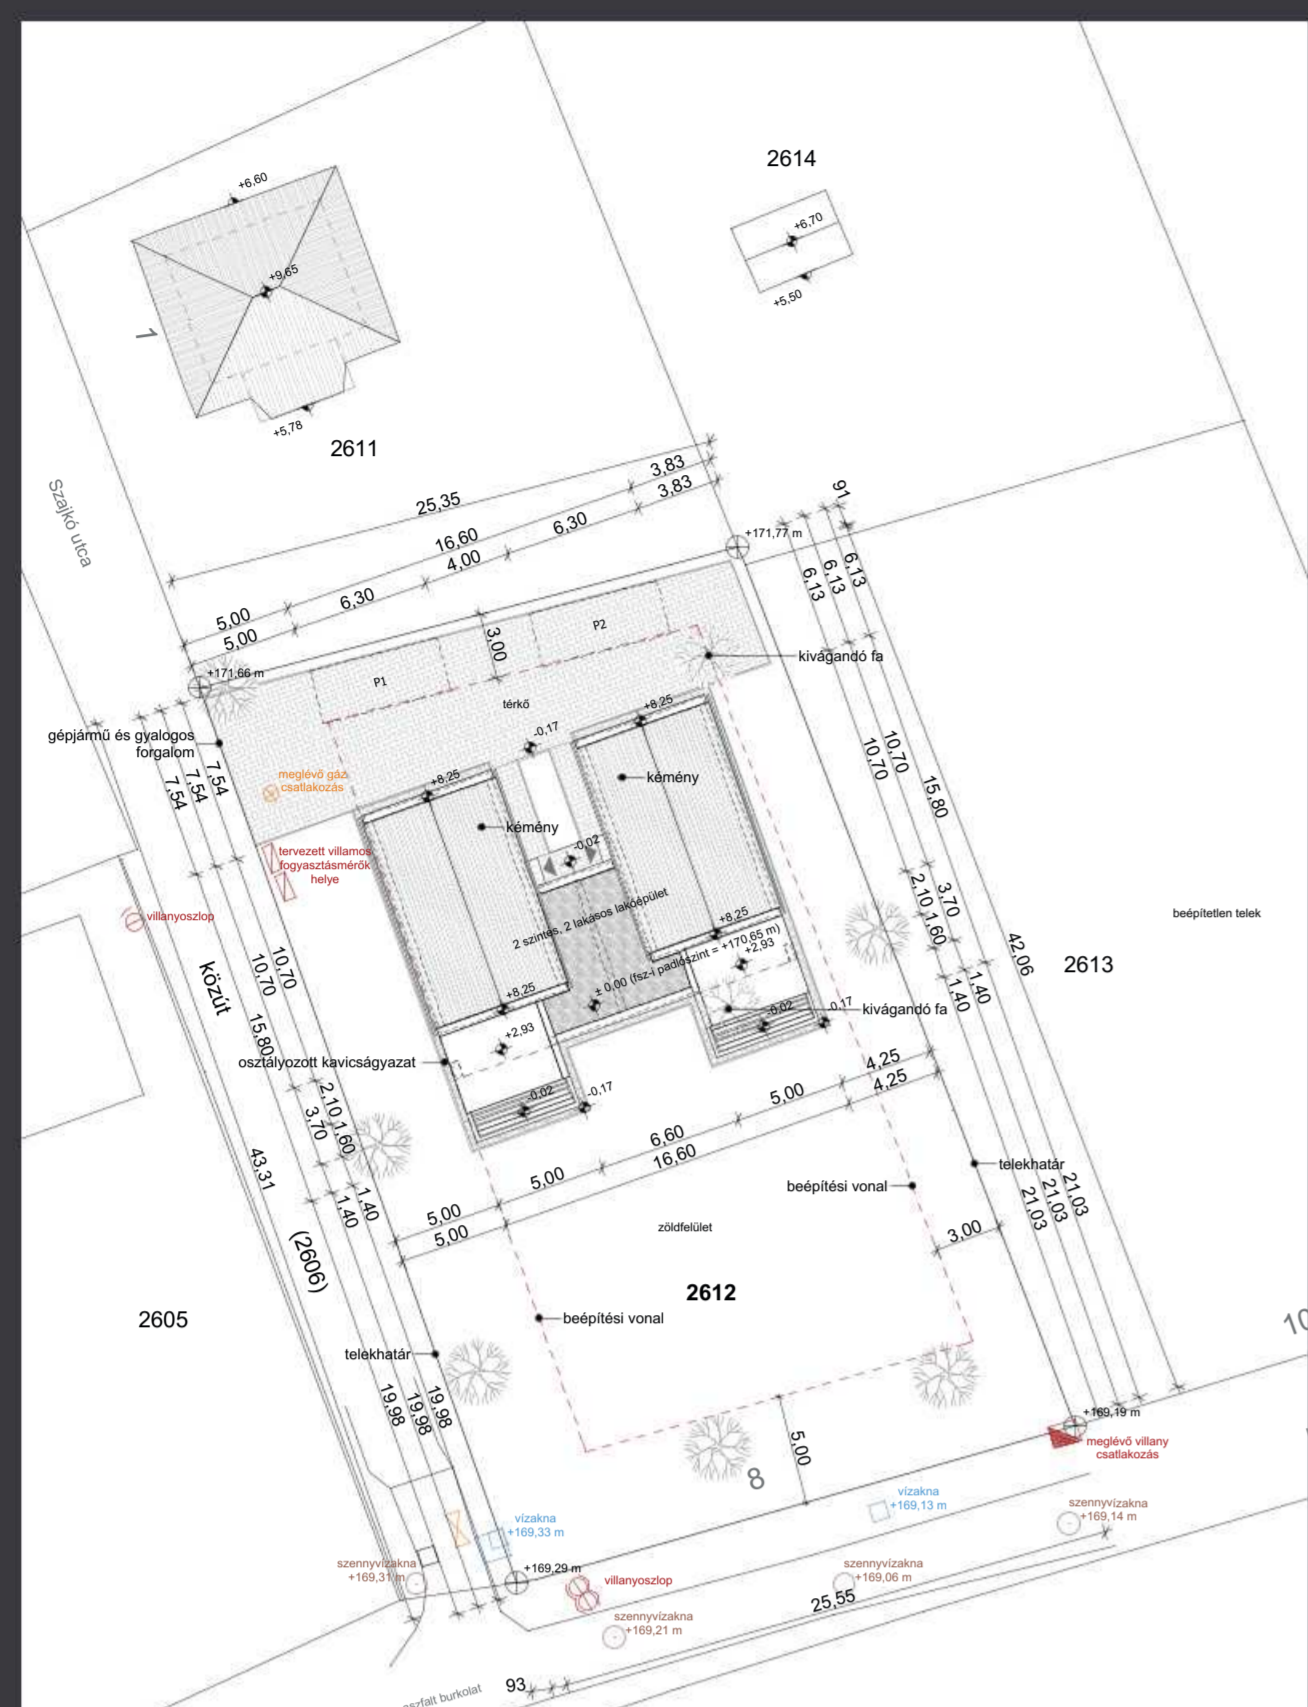 2614
+6,60
+6,70
+9,65
+5,50
1
+5,78
2611
Szajkó utca
3,83
3,83
25,35
91
16,60
6,30
4,00
+171,77 m
6,30
6,13
6,13
6,13
5,00
5,00
3,00
P2
P1
kivágandó fa
+171,66 m
térkő
+8,25
-0,17
gépjármű és gyalogos
forgalom
7,54
7,54
7,54
meglévő gáz
csatlakozás
+8,25
kémény
10,70
10,70
15,80
kémény
-0,02
tervezett villamos
fogyasztásmérők
helye
2,10
1,60
3,70
villanyoszlop
2 szintes, 2 lakásos lakóépület
+8,25
beépítetlen telek
± 0,00 (fsz-i padlószint = +170,65 m)
+2,93
42,06
2613
közút
10,70
10,70
15,80
1,40
1,40
+8,25
-0,02
-0,17
kivágandó fa
+2,93
osztályozott kavicságyazat
4,25
4,25
5,00
2,10
1,60
3,70
-0,02
-0,17
6,60
16,60
43,31
5,00
telekhatár
beépítési vonal
1,40
1,40
21,03
21,03
21,03
5,00
5,00
zöldfelület
3,00
(2606)
2612
2605
beépítési vonal
10
telekhatár
19,98
19,98
19,98
+169,19 m
5,00
meglévő villany
csatlakozás
8
vízakna
+169,13 m
szennyvízakna
+169,14 m
vízakna
+169,33 m
szennyvízakna
+169,31 m
+169,29 m
villanyoszlop
szennyvízakna
+169,06 m
25,55
szennyvízakna
+169,21 m
93
aszfalt burkolat